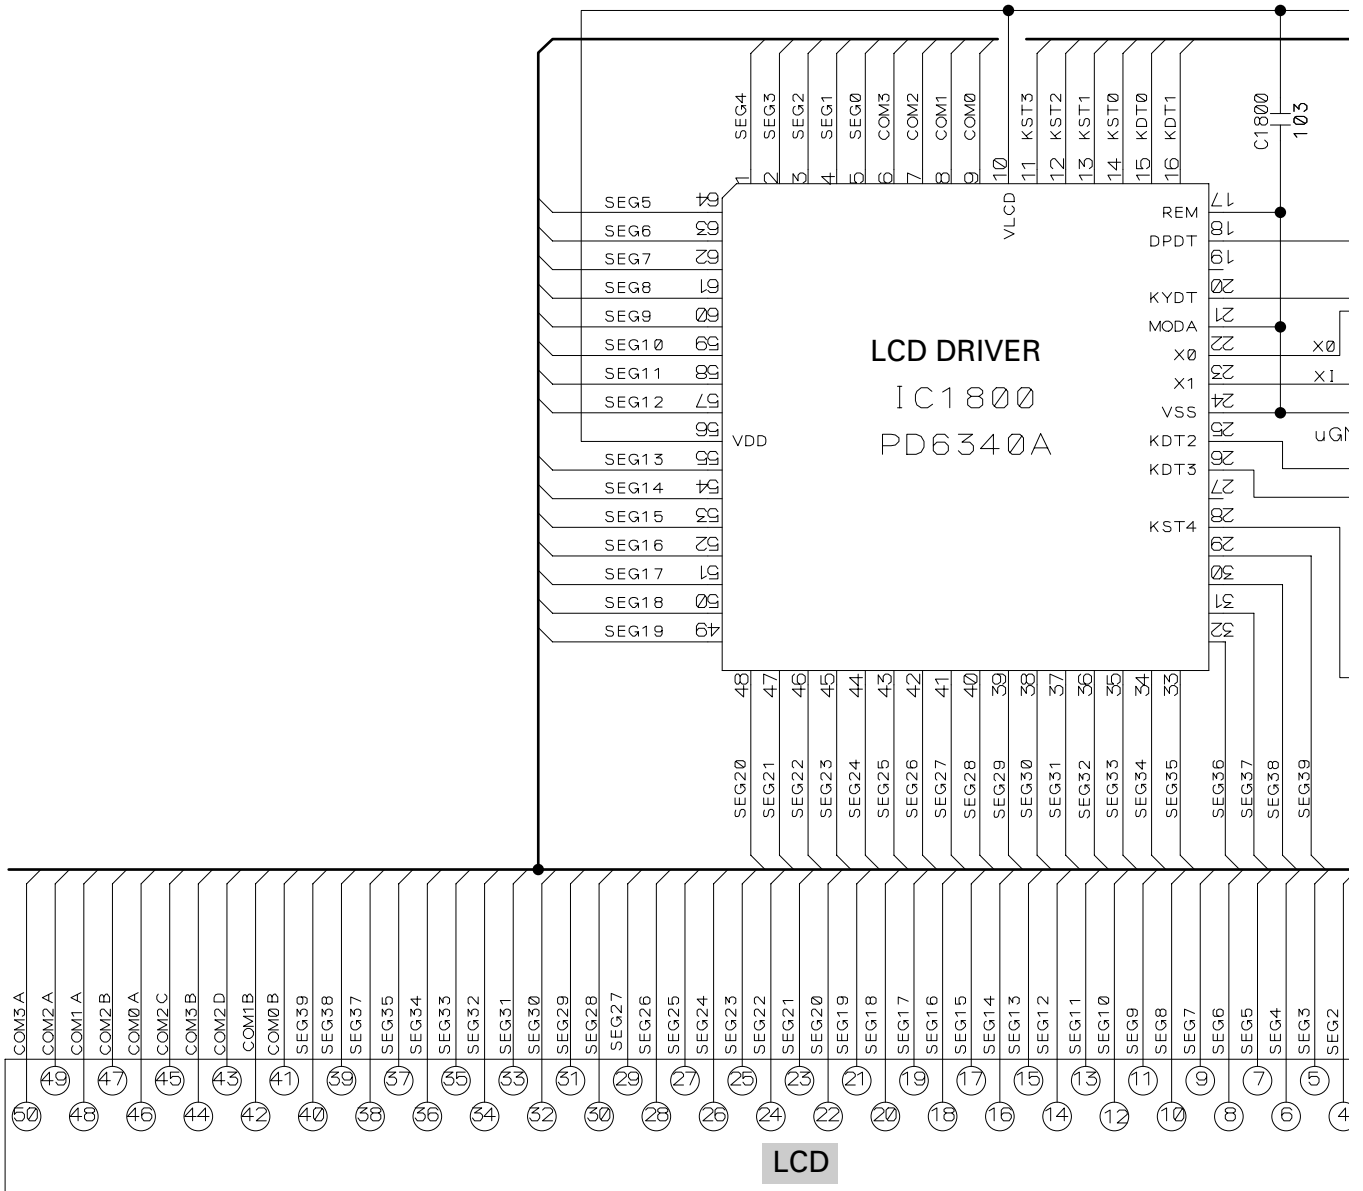 SEG4 SEG3 SEG2 SEG1 SEG0 COM3 COM2 COM1 COM0 KST3 KST2 KST1 KST0 KDT0 KDT1
1 2 3 4 5 6 7 8 9 10 11 12 13 14 15 16
C1800
103
VLCD
SEG5 64
SEG6 63
SEG7 62
SEG8 61
SEG9 60
SEG10 59
SEG11 58
SEG12 57
56 VDD
SEG13 55
SEG14 54
SEG15 53
SEG16 52
SEG17 51
SEG18 50
SEG19 49
LCD DRIVER
IC1800
PD6340A
REM 17
DPDT 18
19
KYDT 20
MODA 21
X0 22 X0
X1 23 XI
VSS 24
uGN
KDT2 25
KDT3 26
27
KST4 28
29
30
31
32
48 47 46 45 44 43 42 41 40 39 38 37 36 35 34 33
SEG20 SEG21 SEG22 SEG23 SEG24 SEG25 SEG26 SEG27 SEG28 SEG29 SEG30 SEG31 SEG32 SEG33 SEG34 SEG35 SEG36 SEG37 SEG38 SEG39
COM3A COM2A COM1A COM2B COM0A COM2C COM3B COM2D COM1B COM0B SEG39 SEG38 SEG37 SEG35 SEG34 SEG33 SEG32 SEG31 SEG30 SEG29 SEG28 SEG27 SEG26 SEG25 SEG24 SEG23 SEG22 SEG21 SEG20 SEG19 SEG18 SEG17 SEG16 SEG15 SEG14 SEG13 SEG12 SEG11 SEG10 SEG9 SEG8 SEG7 SEG6 SEG5 SEG4 SEG3 SEG2
49 47 45 43 41 39 37 35 33 31 29 27 25 23 21 19 17 15 13 11 9 7 5
50 48 46 44 42 40 38 36 34 32 30 28 26 24 22 20 18 16 14 12 10 8 6 4
LCD